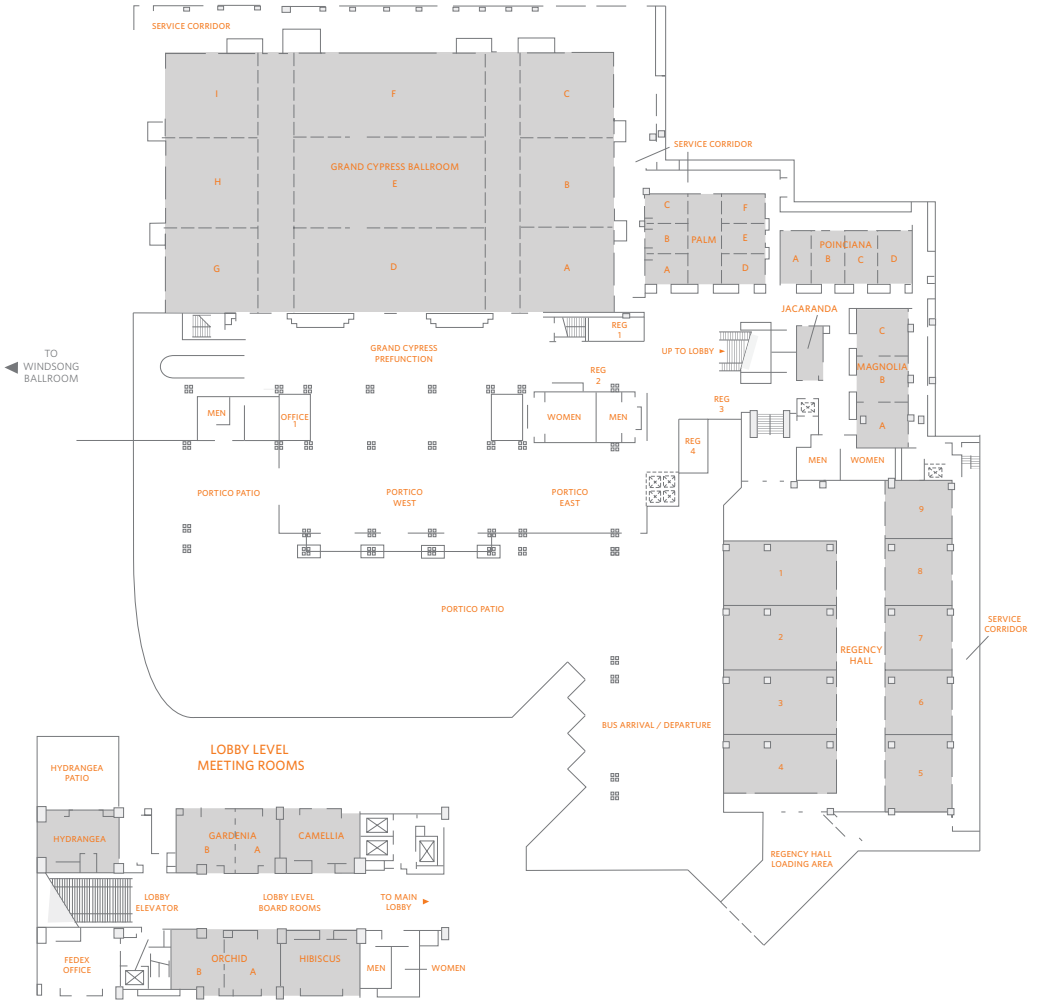 SERVICE CORRIDOR
I
F
C
SERVICE CORRIDOR
GRAND CYPRESS BALLROOM
H
E
B
G
D
A
C
F
B
PALM
E
A
D
POINCIANA
A
B
C
D
JACARANDA
REG
1
C
MAGNOLIA
B
A
UP TO LOBBY
TO
WINDSONG
BALLROOM
GRAND CYPRESS
PREFUNCTION
REG
2
REG
3
MEN
OFFICE
1
WOMEN
MEN
REG
4
MEN
WOMEN
PORTICO PATIO
PORTICO
WEST
PORTICO
EAST
9
1
8
PORTICO PATIO
2
7
SERVICE
CORRIDOR
REGENCY
HALL
3
6
BUS ARRIVAL / DEPARTURE
4
5
REGENCY HALL
LOADING AREA
LOBBY LEVEL
MEETING ROOMS
HYDRANGEA
PATIO
HYDRANGEA
GARDENIA
B
A
CAMELLIA
LOBBY
ELEVATOR
LOBBY LEVEL
BOARD ROOMS
TO MAIN
LOBBY
FEDEX
OFFICE
ORCHID
B
A
HIBISCUS
MEN
WOMEN